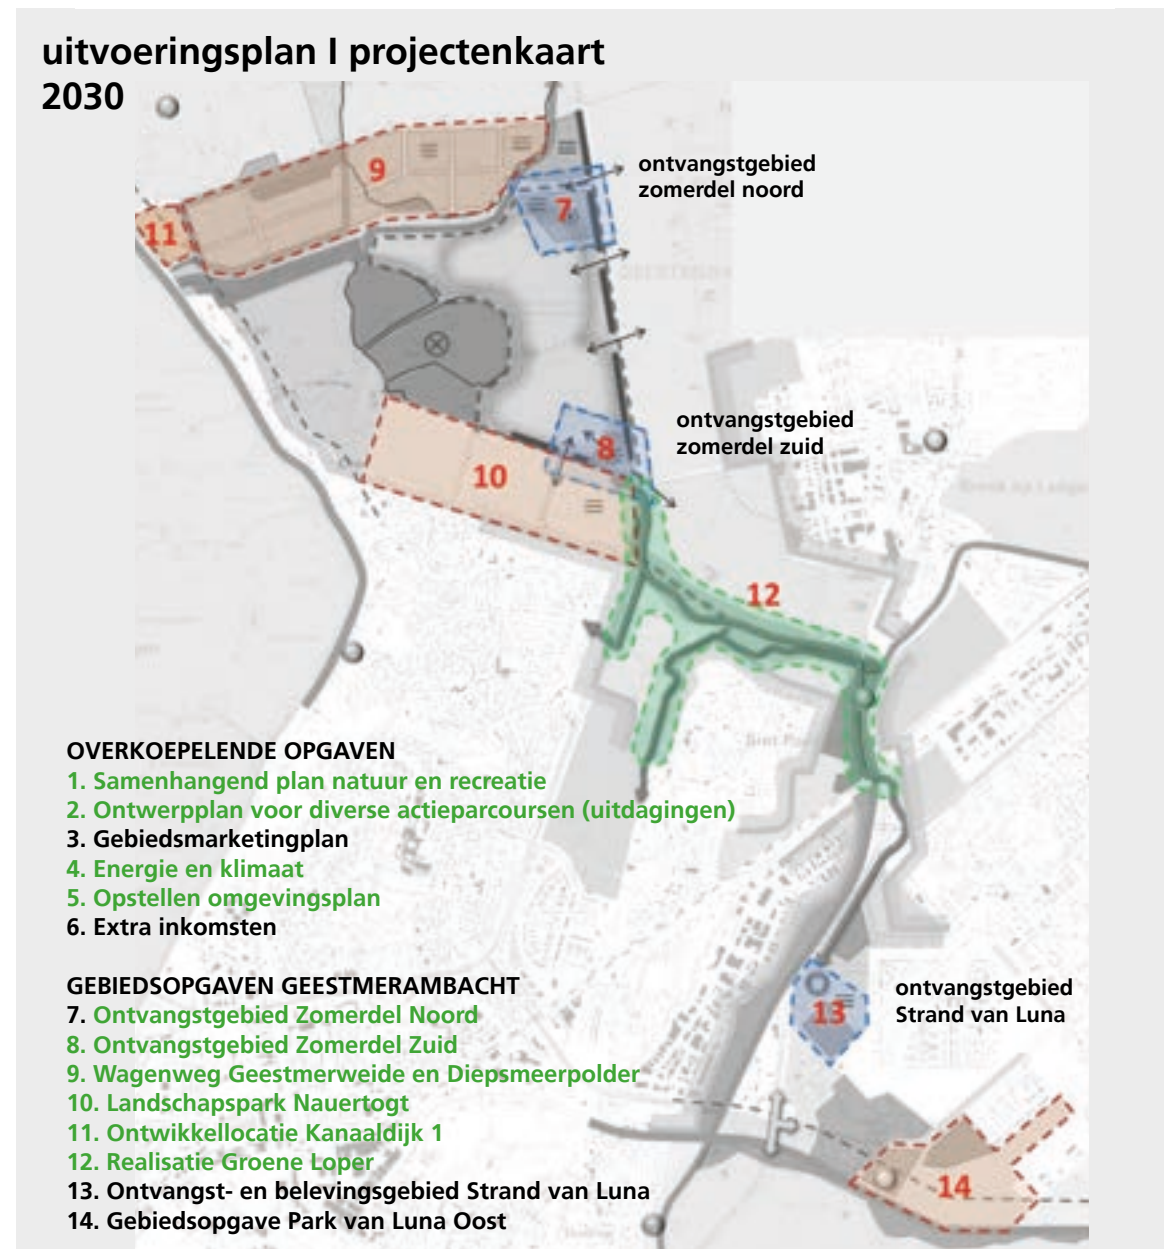 uitvoeringsplan I projectenkaart
2030
9
ontvangstgebied
zomerdel noord
7
11
ontvangstgebied
zomerdel zuid
8
10
12
OVERKOEPELENDE OPGAVEN
1. Samenhangend plan natuur en recreatie
2. Ontwerpplan voor diverse actieparcoursen (uitdagingen)
3. Gebiedsmarketingplan
4. Energie en klimaat
5. Opstellen omgevingsplan
6. Extra inkomsten
GEBIEDSOPGAVEN GEESTMERAMBACHT
7. Ontvangstgebied Zomerdel Noord
8. Ontvangstgebied Zomerdel Zuid
9. Wagenweg Geestmerweide en Diepsmeerpolder
10. Landschapspark Nauertogt
11. Ontwikkellocatie Kanaaldijk 1
12. Realisatie Groene Loper
13. Ontvangst- en belevingsgebied Strand van Luna
14. Gebiedsopgave Park van Luna Oost
ontvangstgebied
Strand van Luna
13
14